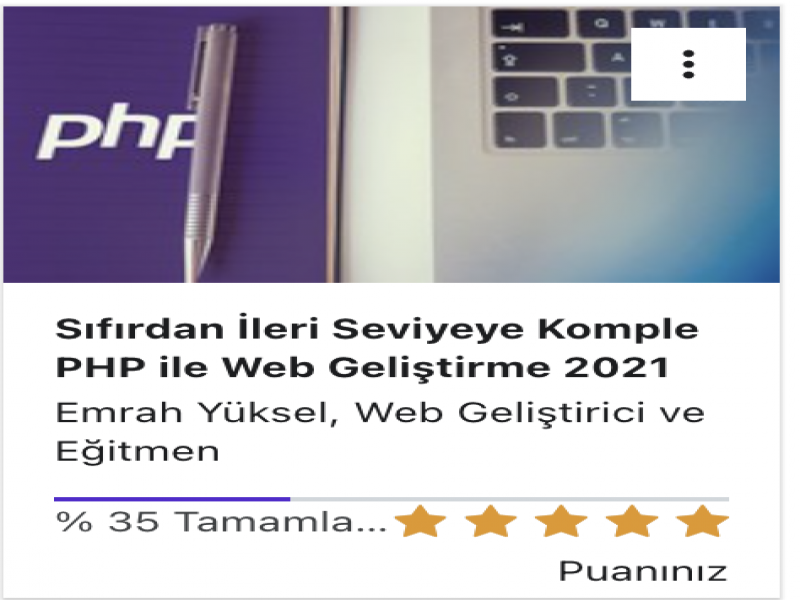 php
Sıfırdan İleri Seviyeye Komple
PHP ile Web Geliştirme 2021
Emrah Yüksel, Web Geliştirici ve
Eğitmen
% 35 Tamamla...
Puanınız